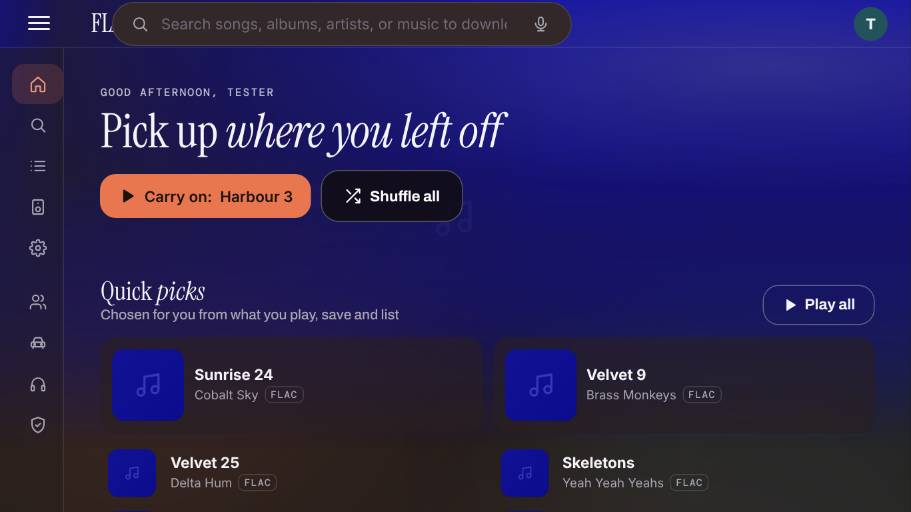 FL
Search songs, albums, artists, or music to downl
T
GOOD AFTERNOON, TESTER
Pick up where you left off
Carry on: Harbour 3
Shuffle all
Quick picks
Chosen for you from what you play, save and list
Play all
Sunrise 24
Cobalt Sky FLAC
Velvet 9
Brass Monkeys FLAC
Velvet 25
Delta Hum FLAC
Skeletons
Yeah Yeah Yeahs FLAC